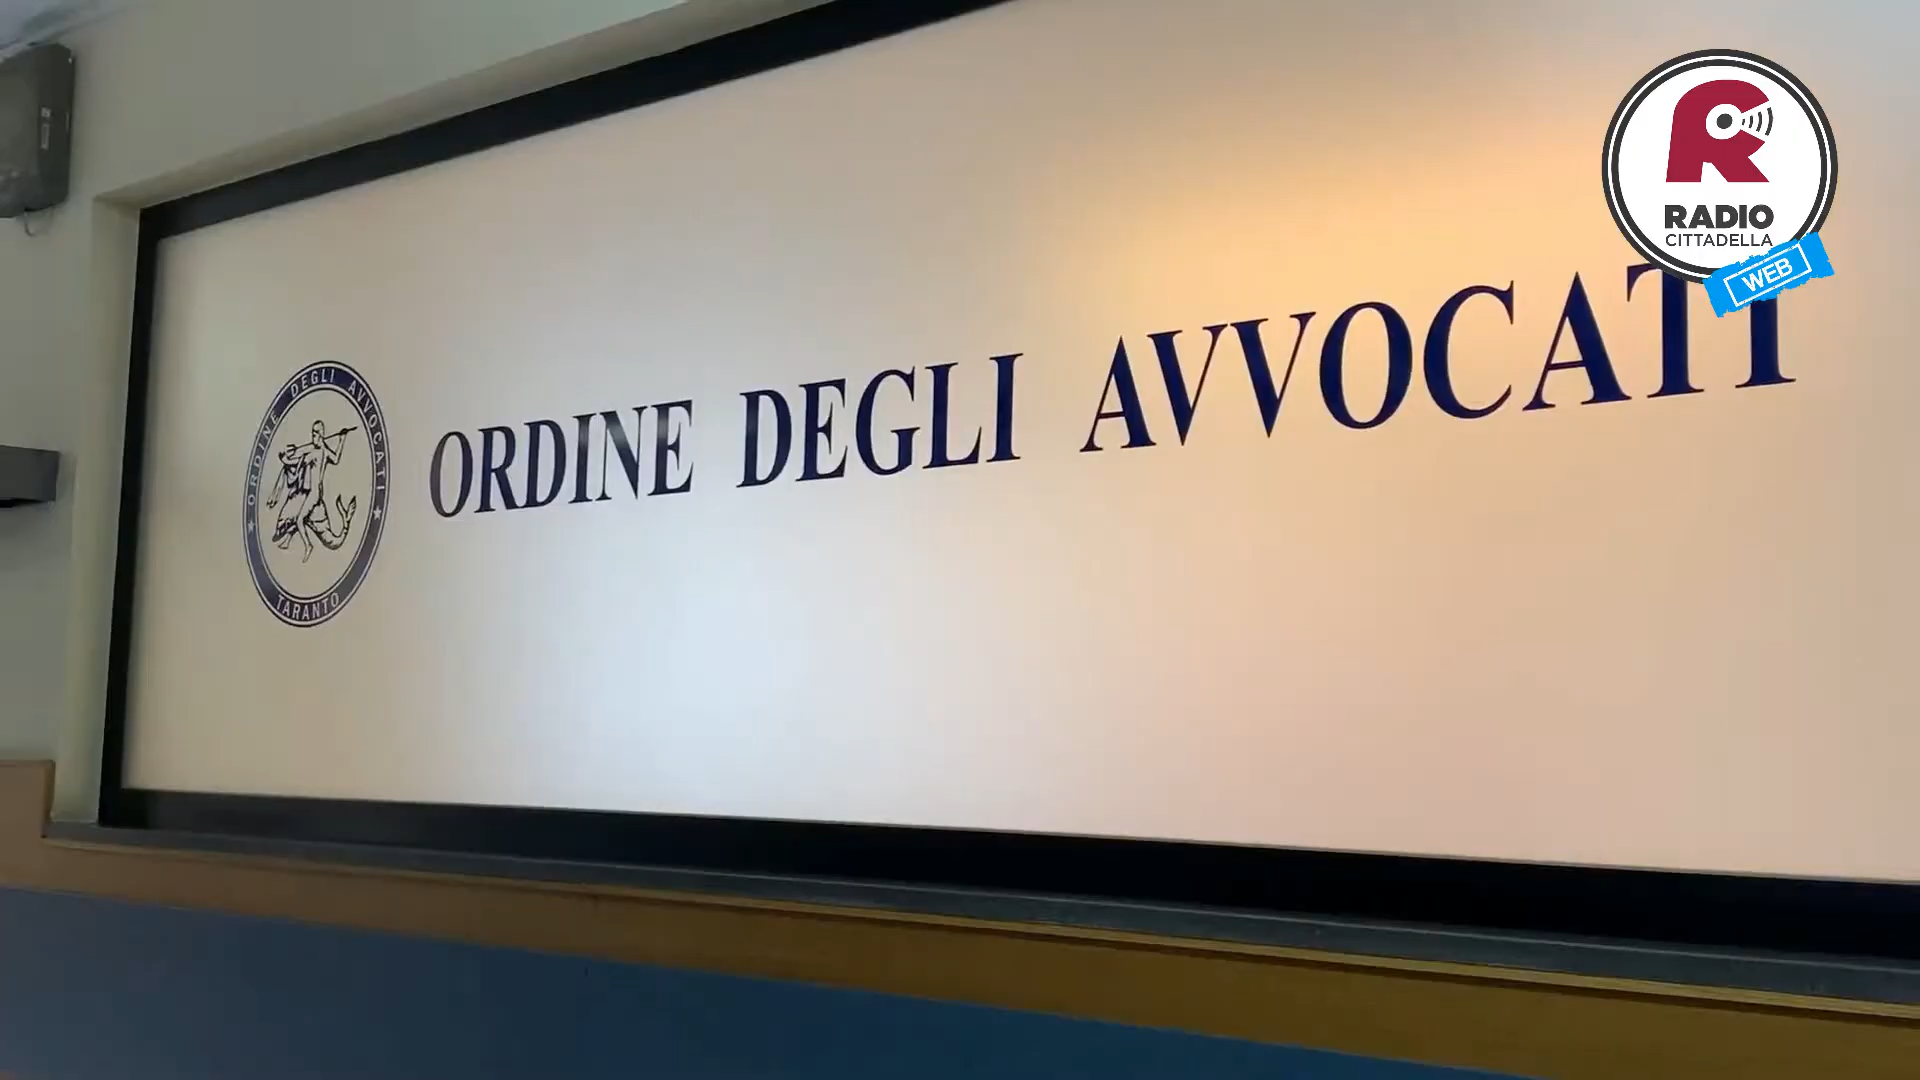 RADIO
CITTADELLA
WEB
ORDINE DEGLI AVVOCATI
ORDINE DEGLI AVVOCATI
TARANTO